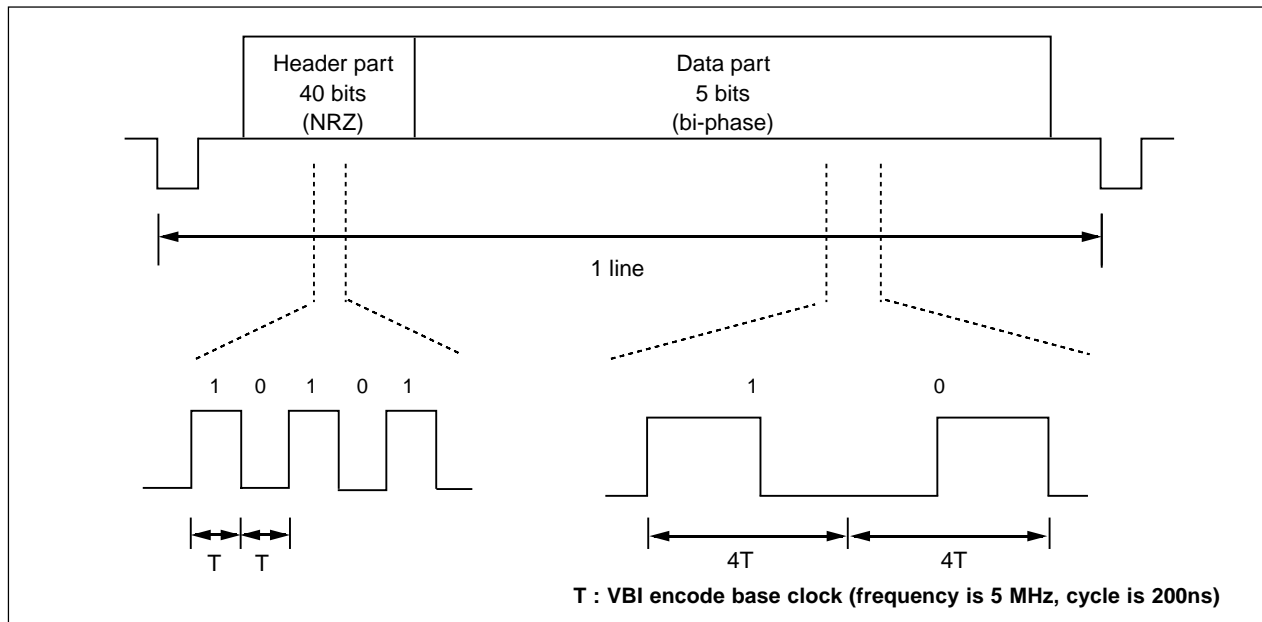 Header part
40 bits
(NRZ)
Data part
5 bits
(bi-phase)
1 line
1 0 1 0 1
1 0
T T
4T 4T
T : VBI encode base clock (frequency is 5 MHz, cycle is 200ns)